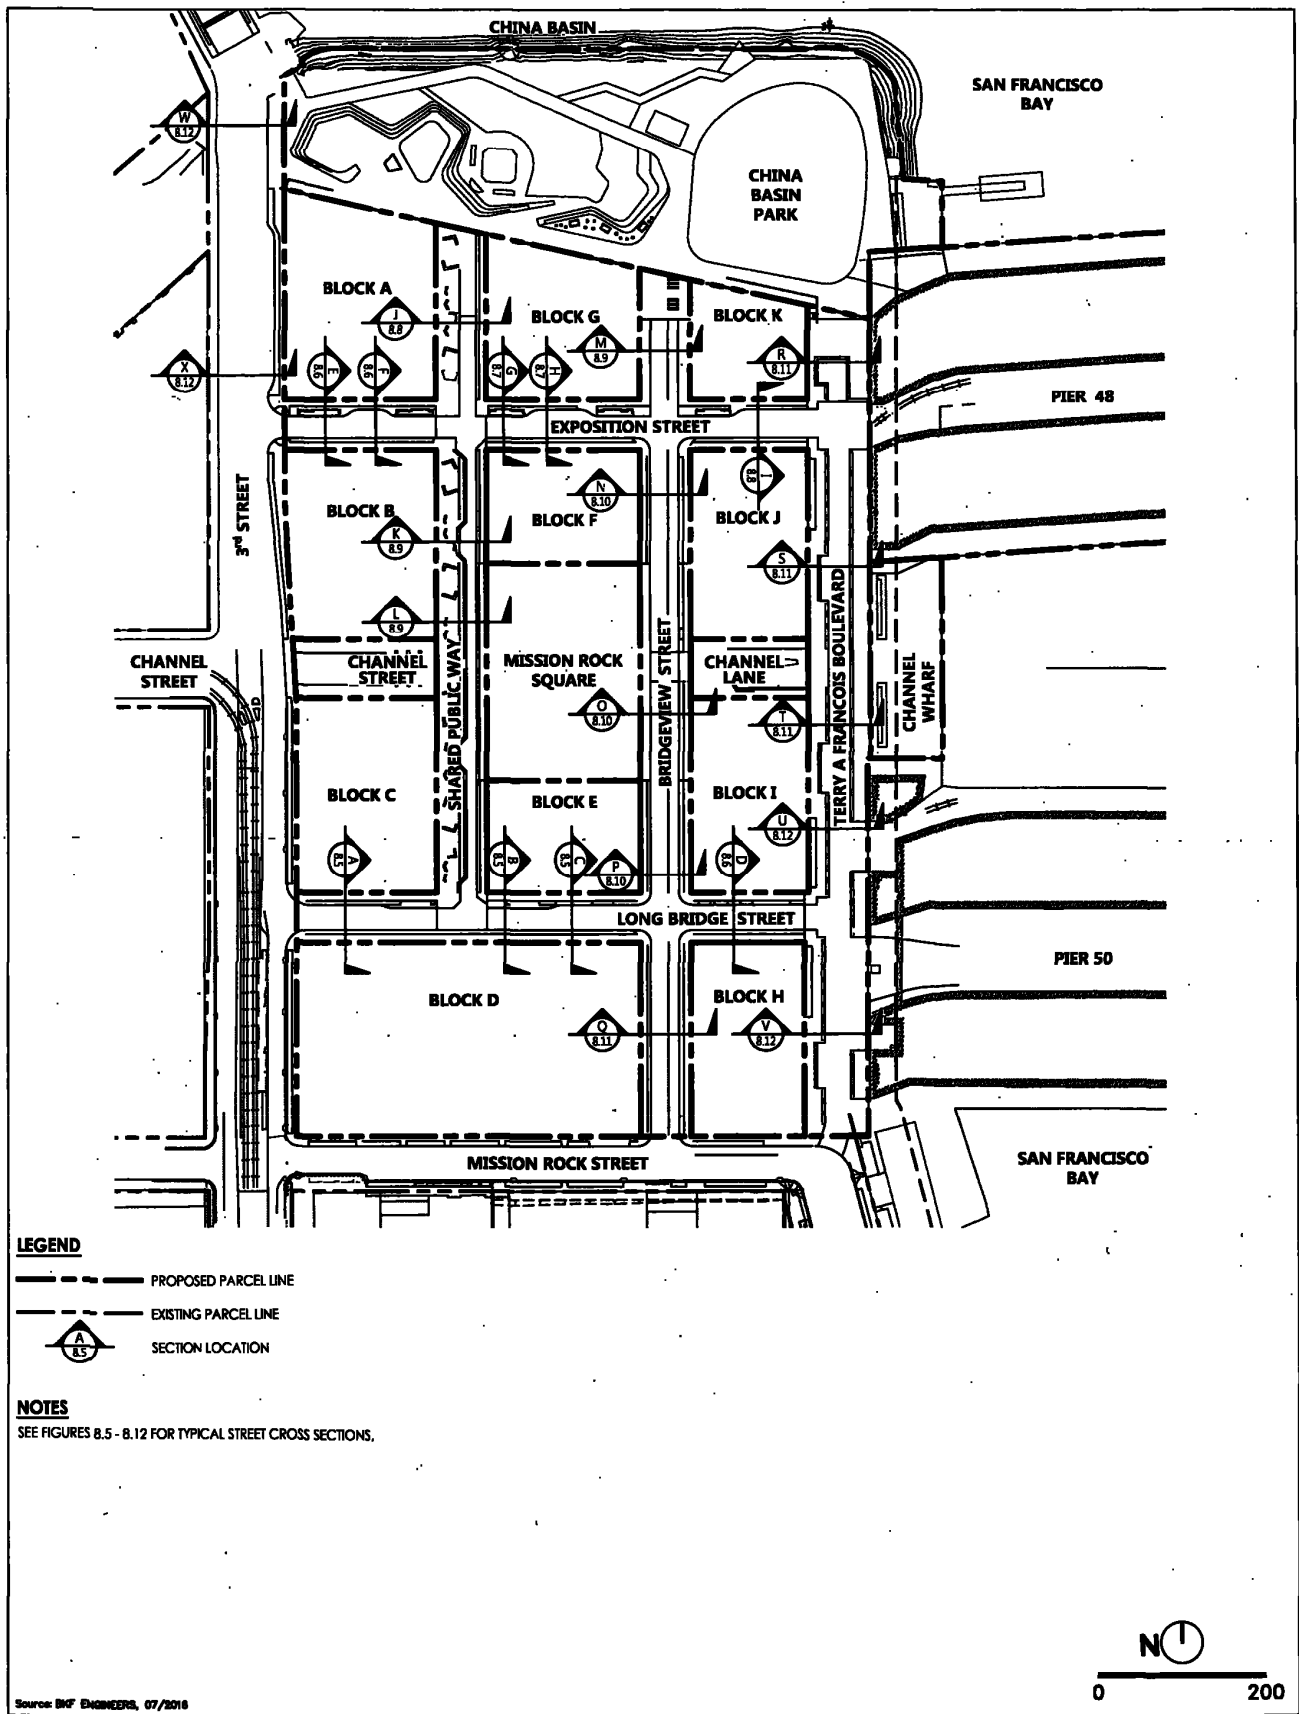 CHINA BASIN
SAN FRANCISCO
BAY
W
8.12
CHINA
BASIN
PARK
BLOCK A
J
8.8
BLOCK G
M
8.9
BLOCK K
R
8.11
X
8.12
E
8.6
F
8.6
G
8.7
H
8.7
PIER 48
EXPOSITION STREET
3rd STREET
BLOCK B
K
8.9
N
8.10
BLOCK F
I
8.8
BLOCK J
S
8.11
L
8.9
CHANNEL
STREET
CHANNEL
STREET
SHARED PUBLIC WAY
MISSION ROCK
SQUARE
O
8.10
BRIDGEVIEW STREET
CHANNEL
LANE
T
8.11
TERRY A FRANCOIS BOULEVARD
CHANNEL
WHARF
BLOCK C
BLOCK E
BLOCK I
U
8.12
A
8.5
B
8.5
C
8.5
P
8.10
D
8.6
LONG BRIDGE STREET
PIER 50
BLOCK D
Q
8.11
BLOCK H
V
8.12
MISSION ROCK STREET
SAN FRANCISCO
BAY
LEGEND
PROPOSED PARCEL LINE
EXISTING PARCEL LINE
A
8.5
SECTION LOCATION
NOTES
SEE FIGURES 8.5 - 8.12 FOR TYPICAL STREET CROSS SECTIONS.
N
0 200
Source: BKF ENGINEERS, 07/2016